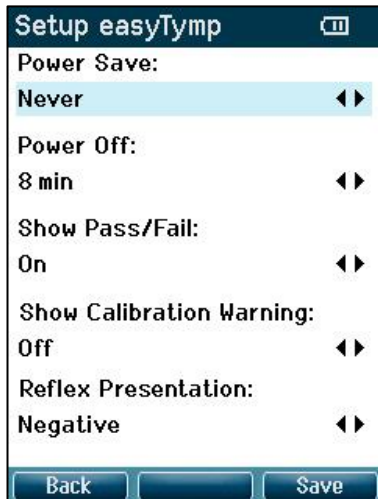 Setup easyTymp
Power Save:
Never
Power Off:
8 min
Show Pass/Fail:
On
Show Calibration Warning:
Off
Reflex Presentation:
Negative
Back Save